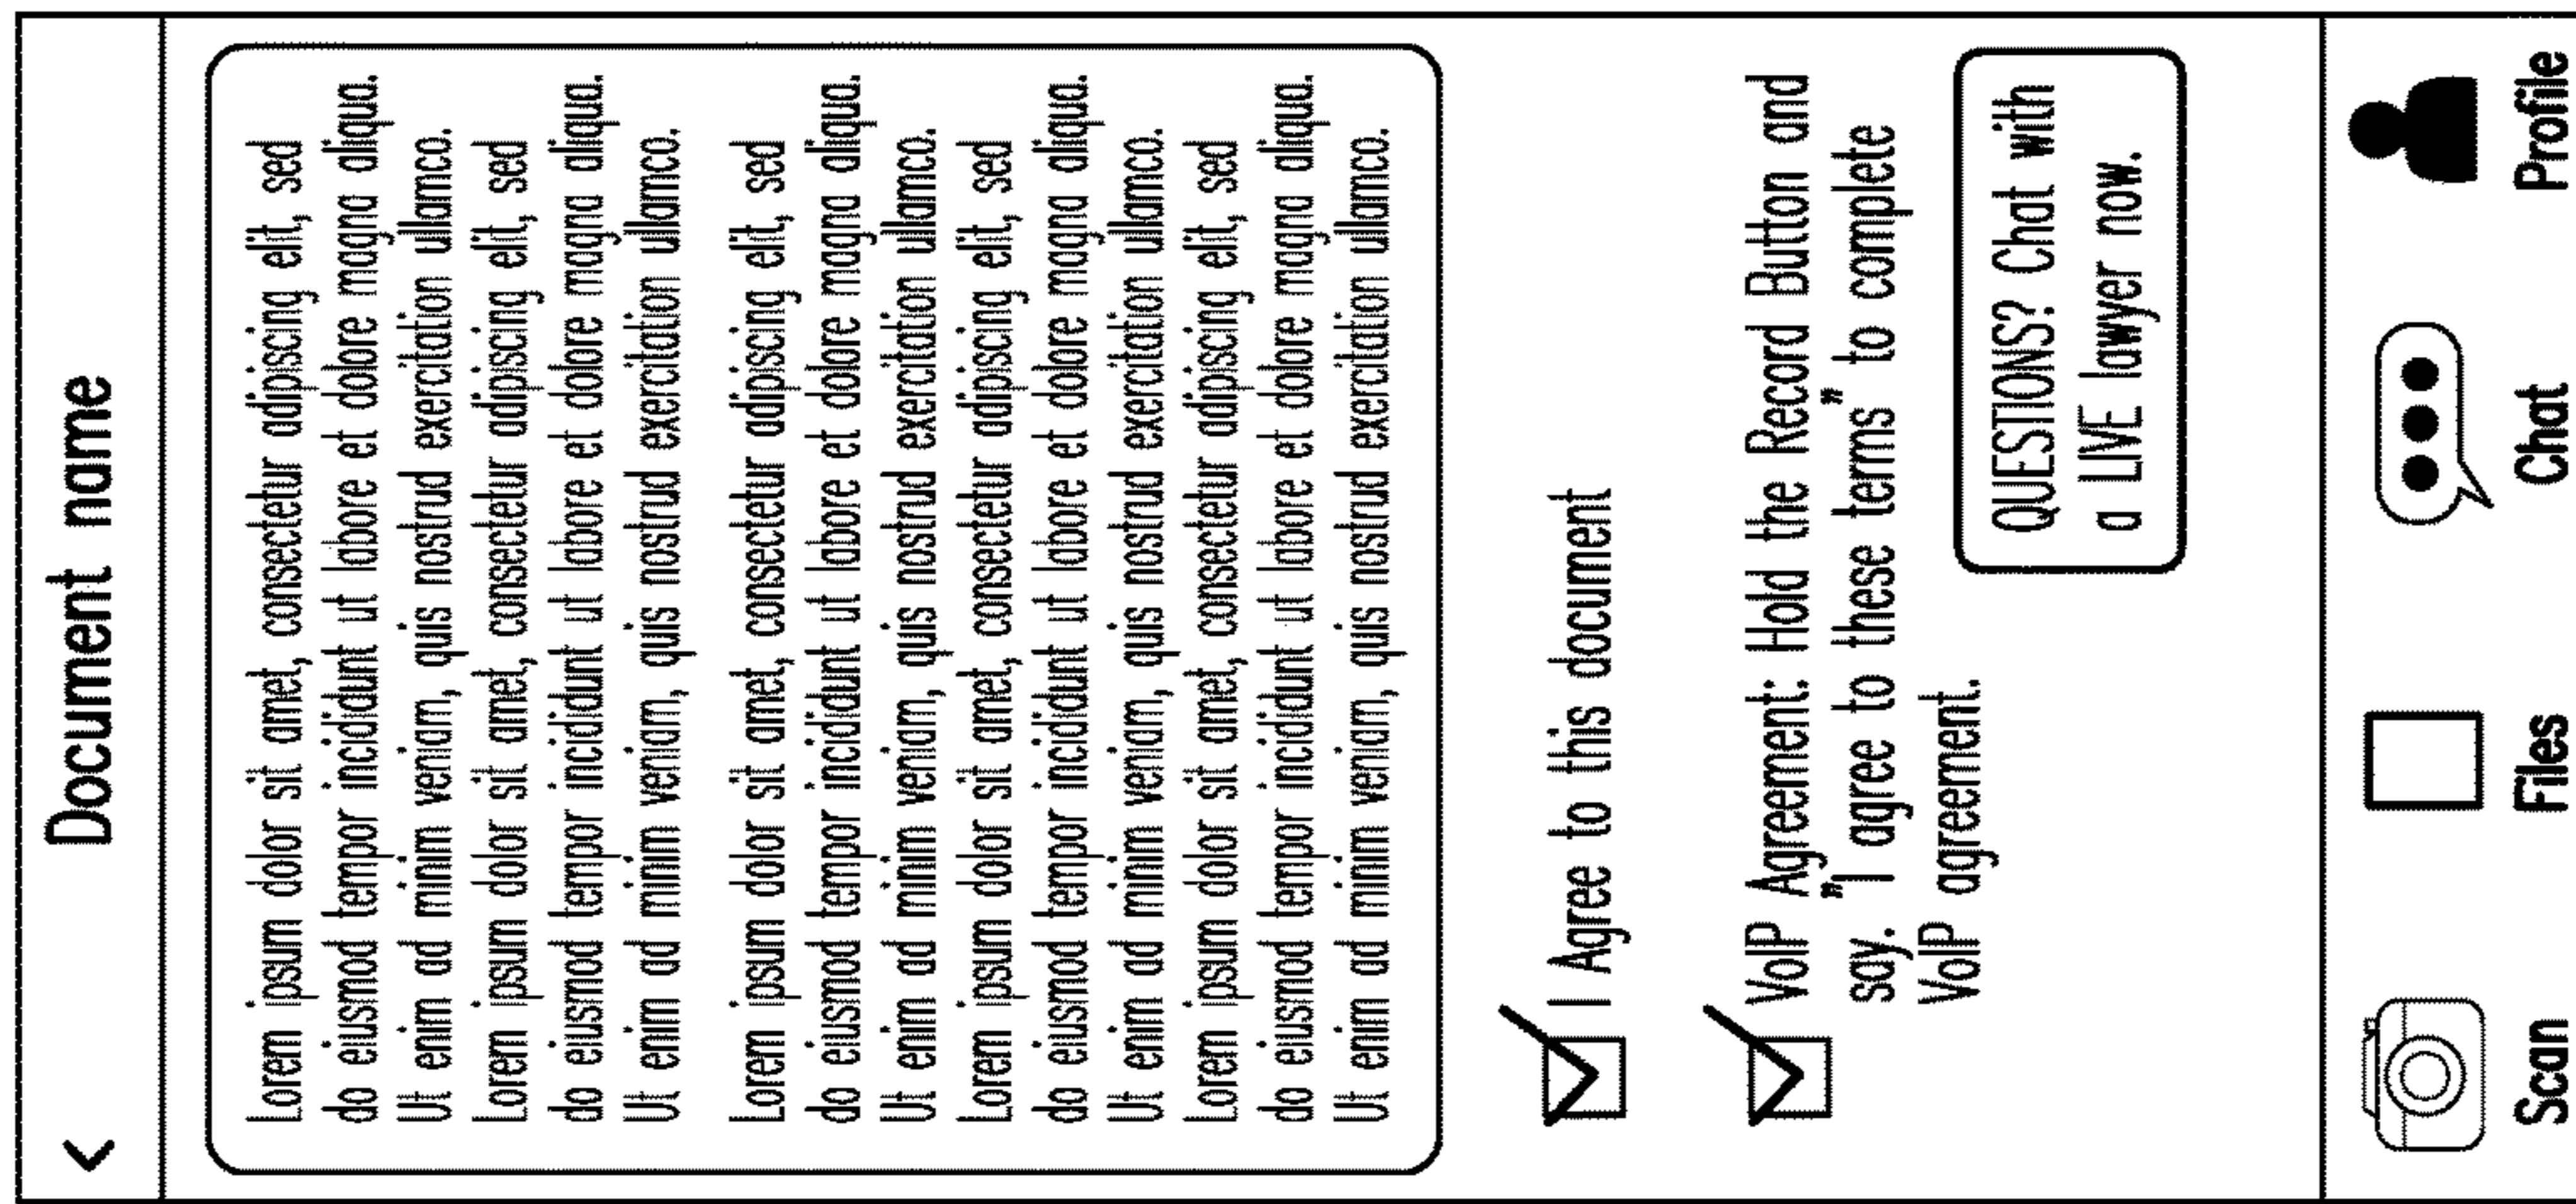 Document name
Lorem ipsum dolor sit amet, consectetur adipiscing elit, sed
do eiusmod tempor incididunt ut labore et dolore magna aliqua.
Ut enim ad minim veniam, quis nostrud exercitation ullamco.
Lorem ipsum dolor sit amet, consectetur adipiscing elit, sed
do eiusmod tempor incididunt ut labore et dolore magna aliqua.
Ut enim ad minim veniam, quis nostrud exercitation ullamco.
Lorem ipsum dolor sit amet, consectetur adipiscing elit, sed
do eiusmod tempor incididunt ut labore et dolore magna aliqua.
Ut enim ad minim veniam, quis nostrud exercitation ullamco.
Lorem ipsum dolor sit amet, consectetur adipiscing elit, sed
do eiusmod tempor incididunt ut labore et dolore magna aliqua.
Ut enim ad minim veniam, quis nostrud exercitation ullamco.
Lorem ipsum dolor sit amet, consectetur adipiscing elit, sed
do eiusmod tempor incididunt ut labore et dolore magna aliqua.
Ut enim ad minim veniam, quis nostrud exercitation ullamco.
I Agree to this document
VoIP Agreement: Hold the Record Button and
say. "I agree to these terms" to complete
VoIP agreement.
QUESTIONS? Chat with
a LIVE lawyer now.
Scan Files Chat Profile